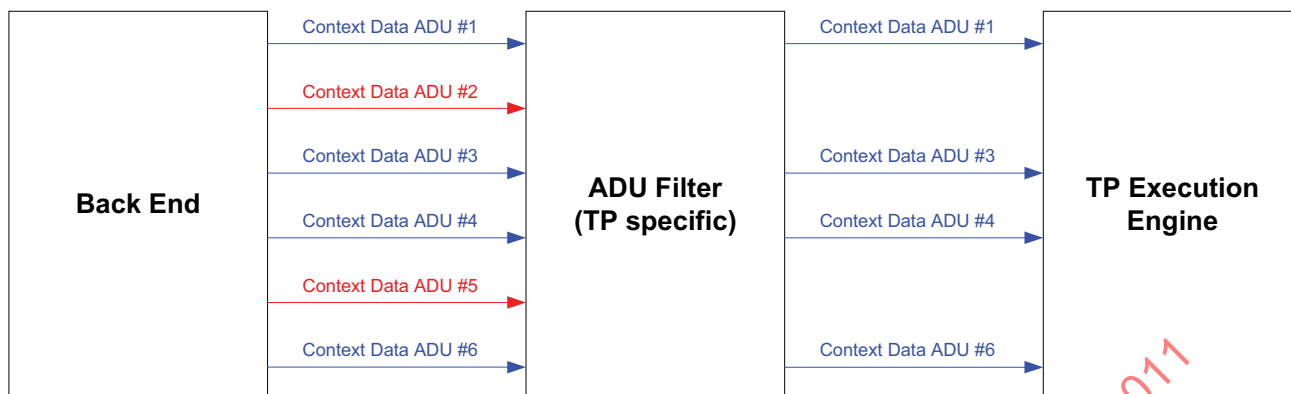 Context Data ADU #1
Context Data ADU #1
Context Data ADU #2
Context Data ADU #3
Context Data ADU #3
Back End
ADU Filter
(TP specific)
TP Execution
Engine
Context Data ADU #4
Context Data ADU #4
Context Data ADU #5
Context Data ADU #6
Context Data ADU #6
011